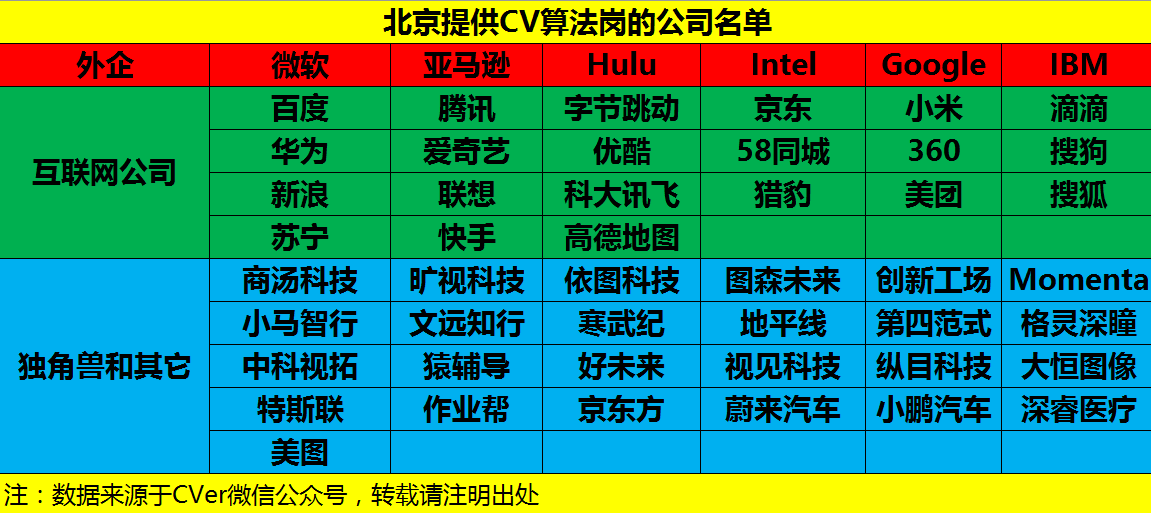 北京提供CV算法岗的公司名单
外企 微软 亚马逊 Hulu Intel Google IBM
互联网公司 百度 腾讯 字节跳动 京东 小米 滴滴
华为 爱奇艺 优酷 58同城 360 搜狗
新浪 联想 科大讯飞 猎豹 美团 搜狐
苏宁 快手 高德地图
独角兽和其它 商汤科技 旷视科技 依图科技 图森未来 创新工场 Momenta
小马智行 文远知行 寒武纪 地平线 第四范式 格灵深瞳
中科视拓 猿辅导 好未来 视见科技 纵目科技 大恒图像
特斯联 作业帮 京东方 蔚来汽车 小鹏汽车 深睿医疗
美图
注：数据来源于CVer微信公众号，转载请注明出处